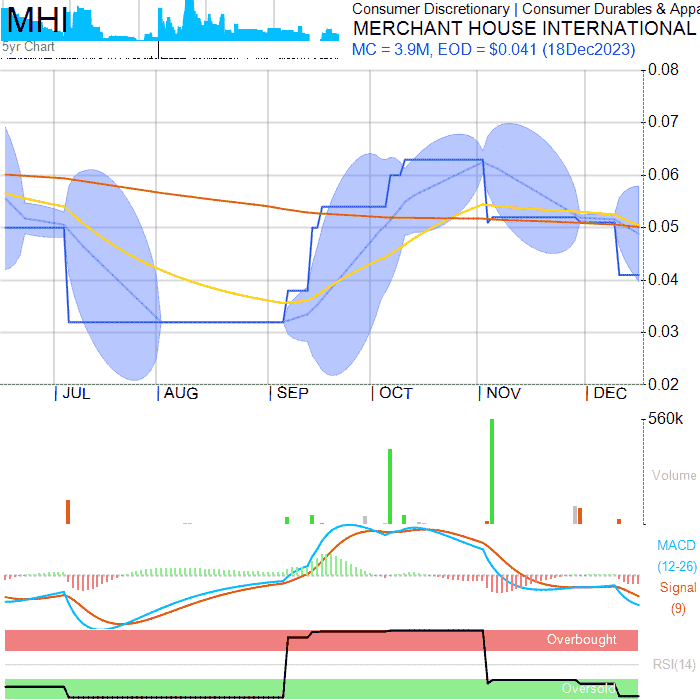 MHI
5yr Chart
Consumer Discretionary | Consumer Durables & Appa
MERCHANT HOUSE INTERNATIONAL
MC = 3.9M, EOD = $0.041 (18Dec2023)
0.08
0.07
0.06
0.05
0.04
0.03
0.02
JUL AUG SEP OCT NOV DEC
560k
Volume
MACD
(12-26)
Signal
(9)
Overbought
RSI(14)
Oversold